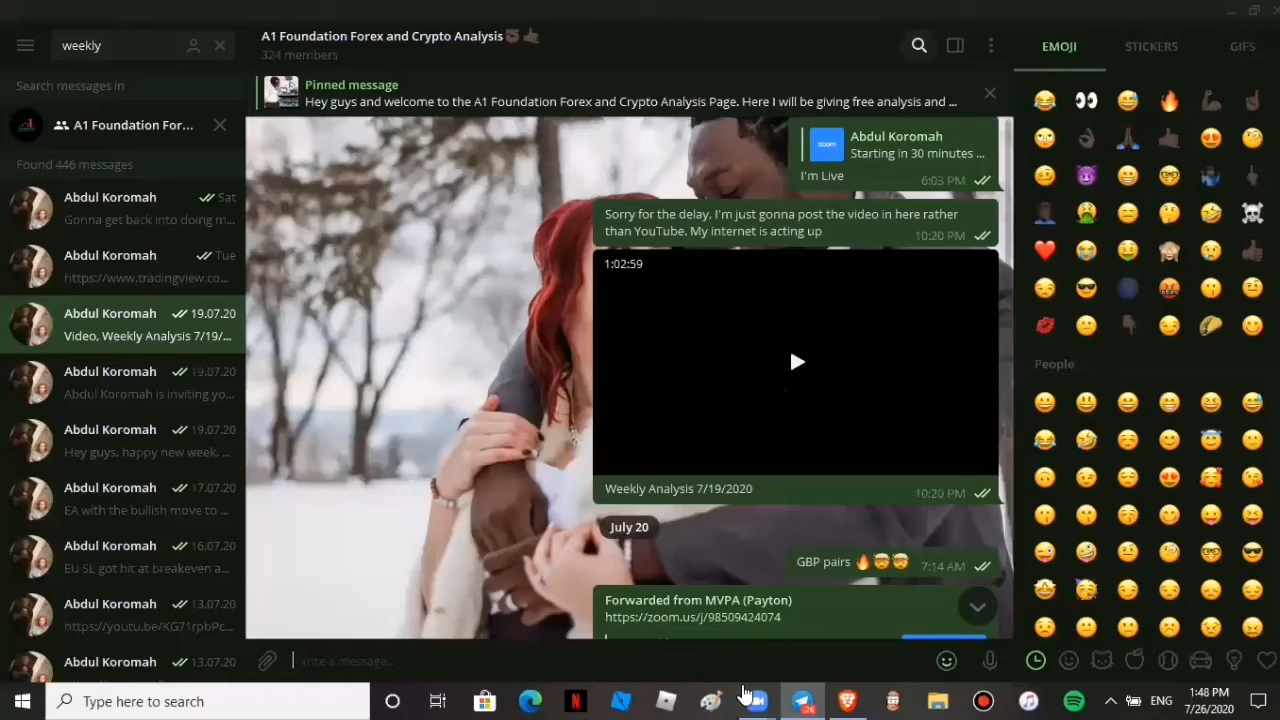 weekly
Search messages in
A1 Foundation For...
Found 446 messages
Abdul Koromah Sat
Gonna get back into doing m...
Abdul Koromah Tue
https://www.tradingview.co...
Abdul Koromah 19.07.20
Video, Weekly Analysis 7/19/...
Abdul Koromah 19.07.20
Abdul Koromah is inviting yo...
Abdul Koromah 19.07.20
Hey guys, happy new week. ...
Abdul Koromah 17.07.20
EA with the bullish move to ...
Abdul Koromah 16.07.20
EU SL got hit at breakeven a...
Abdul Koromah 13.07.20
https://youtu.be/KG71rpbPc...
Abdul Koromah 13.07.20
A1 Foundation Forex and Crypto Analysis
324 members
Pinned message
Hey guys and welcome to the A1 Foundation Forex and Crypto Analysis Page. Here I will be giving free analysis and ...
zoom
Abdul Koromah
Starting in 30 minutes ...
I'm Live 6:03 PM
Sorry for the delay, I'm just gonna post the video in here rather
than YouTube. My internet is acting up 10:20 PM
1:02:59
Weekly Analysis 7/19/2020 10:20 PM
July 20
GBP pairs 🔥🤯🤯 7:14 AM
Forwarded from MVPA (Payton)
https://zoom.us/j/98509424074
Write a message...
EMOJI STICKERS GIFS
People
Type here to search
26
ENG
1:48 PM
7/26/2020